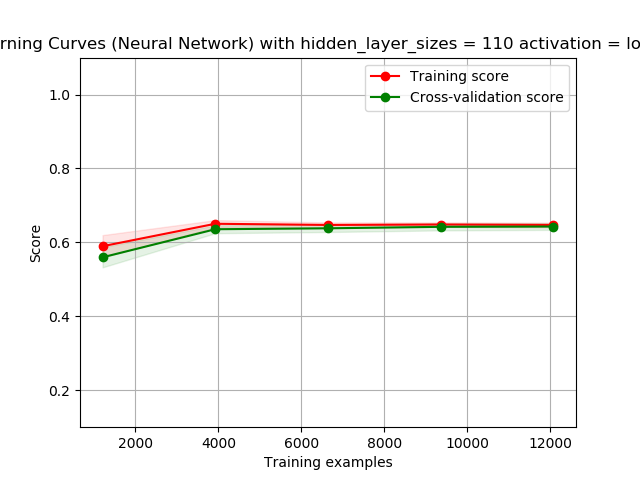 rning Curves (Neural Network) with hidden_layer_sizes = 110 activation = lo
Training score
Cross-validation score
1.0
0.8
0.6
0.4
0.2
Score
2000 4000 6000 8000 10000 12000
Training examples